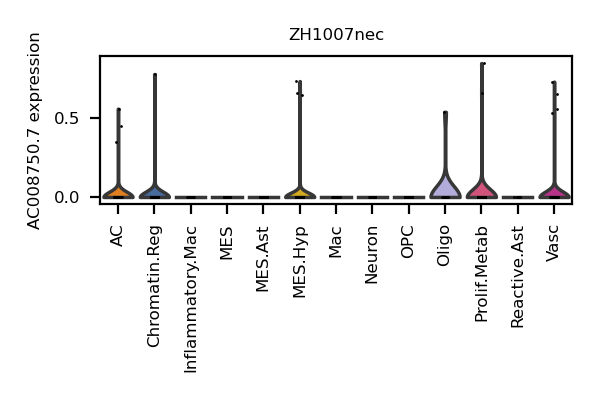 ZH1007nec
AC008750.7 expression
0.5
0.0
AC
Chromatin.Reg
Inflammatory.Mac
MES
MES.Ast
MES.Hyp
Mac
Neuron
OPC
Oligo
Prolif.Metab
Reactive.Ast
Vasc